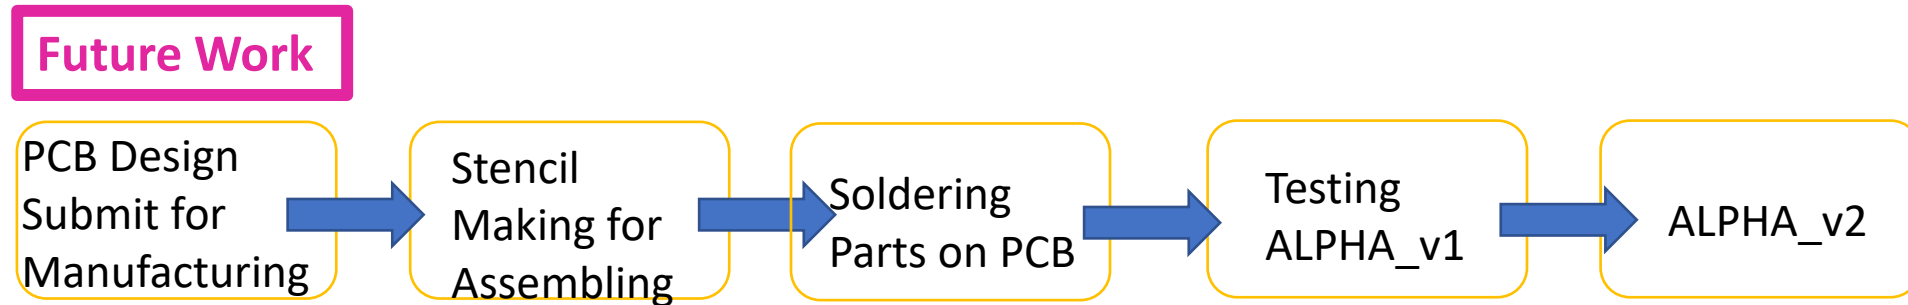 Future Work
PCB Design
Submit for
Manufacturing
Stencil
Making for
Assembling
Soldering
Parts on PCB
Testing
ALPHA_v1
ALPHA_v2